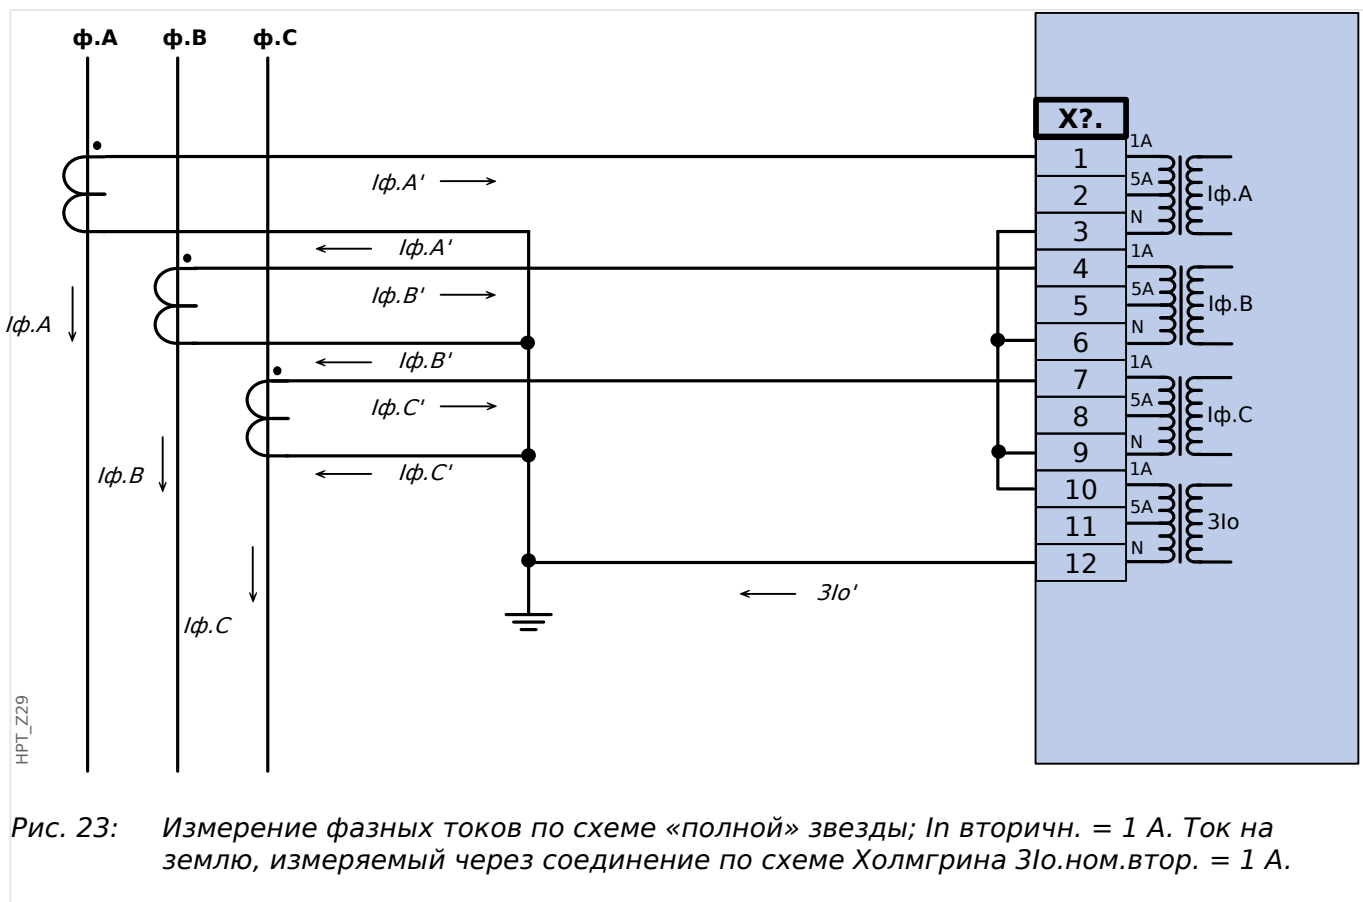 ф.A ф.B ф.C
X?.
1A
1
Iф.A'
5A
2
Iф.A
N
3
Iф.A'
1A
4
Iф.B'
5A
5
Iф.B
Iф.A
N
6
Iф.B'
1A
7
Iф.C'
5A
8
Iф.C
N
9
Iф.C'
Iф.B
1A
10
5A
11
3Io
N
12
3Io'
Iф.C
HPT_Z29
Рис. 23: Измерение фазных токов по схеме «полной» звезды; In вторичн. = 1 А. Ток на
землю, измеряемый через соединение по схеме Холмгрина 3Io.ном.втор. = 1 А.